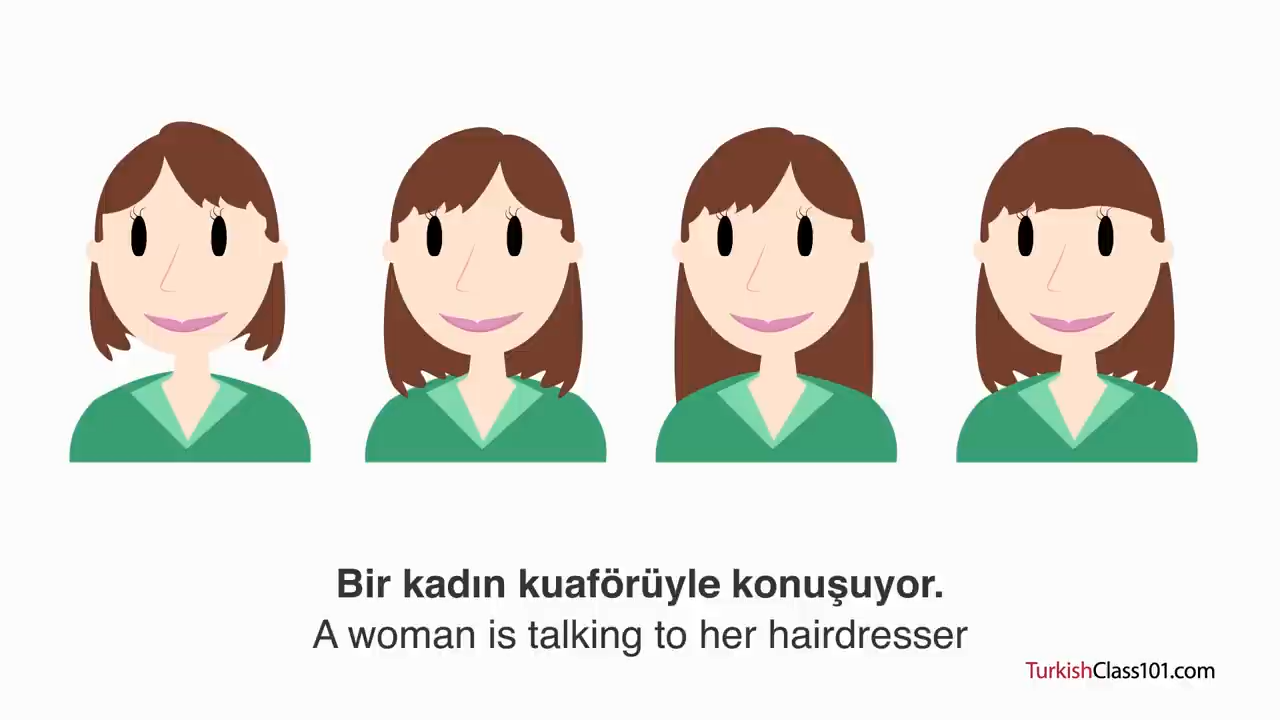 Bir kadın kuaförüyle konuşuyor.
A woman is talking to her hairdresser
TurkishClass101.com